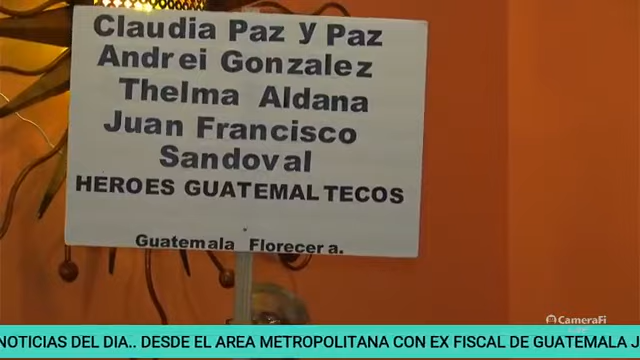 Claudia Paz y Paz
Andrei Gonzalez
Thelma Aldana
Juan Francisco
Sandoval
HEROES GUATEMALTECOS
Guatemala Florecera.
CameraFi
NOTICIAS DEL DIA.. DESDE EL AREA METROPOLITANA CON EX FISCAL DE GUATEMALA J